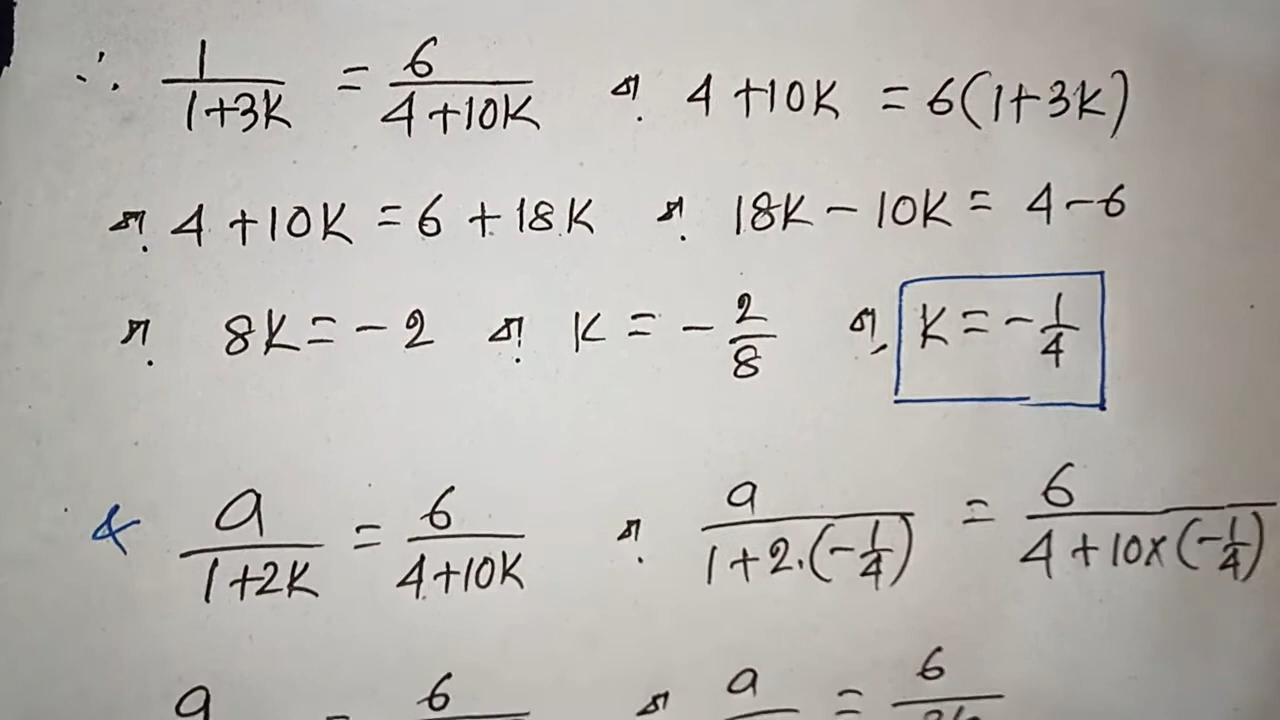 ∴ 1/(1+3K) = 6/(4+10K) বা, 4+10K = 6(1+3K)
বা, 4+10K = 6+18K বা, 18K-10K = 4-6
বা, 8K = -2 বা, K = -2/8 বা, K = -1/4
& a/(1+2K) = 6/(4+10K) বা, a/(1+2.(-1/4)) = 6/(4+10×(-1/4))
a = 6 বা, a = 6